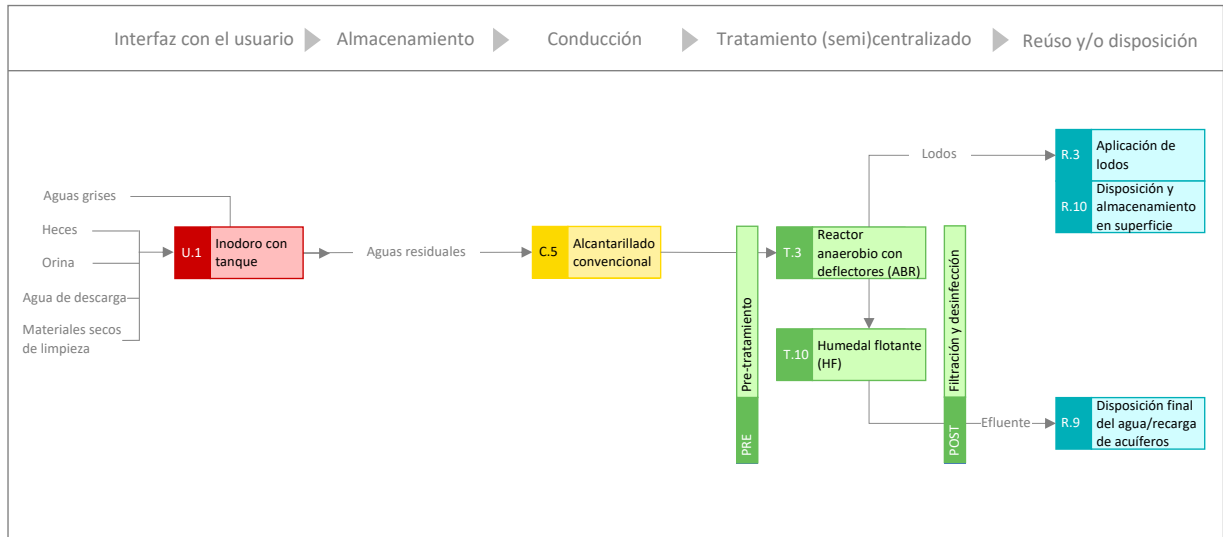 Interfaz con el usuario
Almacenamiento
Conducción
Tratamiento (semi)centralizado
Reúso y/o disposición
Aguas grises
Heces
Orina
Agua de descarga
Materiales secos
de limpieza
U.1
Inodoro con
tanque
Aguas residuales
C.5
Alcantarillado
convencional
PRE
Pre-tratamiento
T.3
Reactor
anaerobio con
deflectores (ABR)
T.10
Humedal flotante
(HF)
POST
Filtración y desinfección
Lodos
R.3
Aplicación de
lodos
R.10
Disposición y
almacenamiento
en superficie
Efluente
R.9
Disposición final
del agua/recarga
de acuíferos